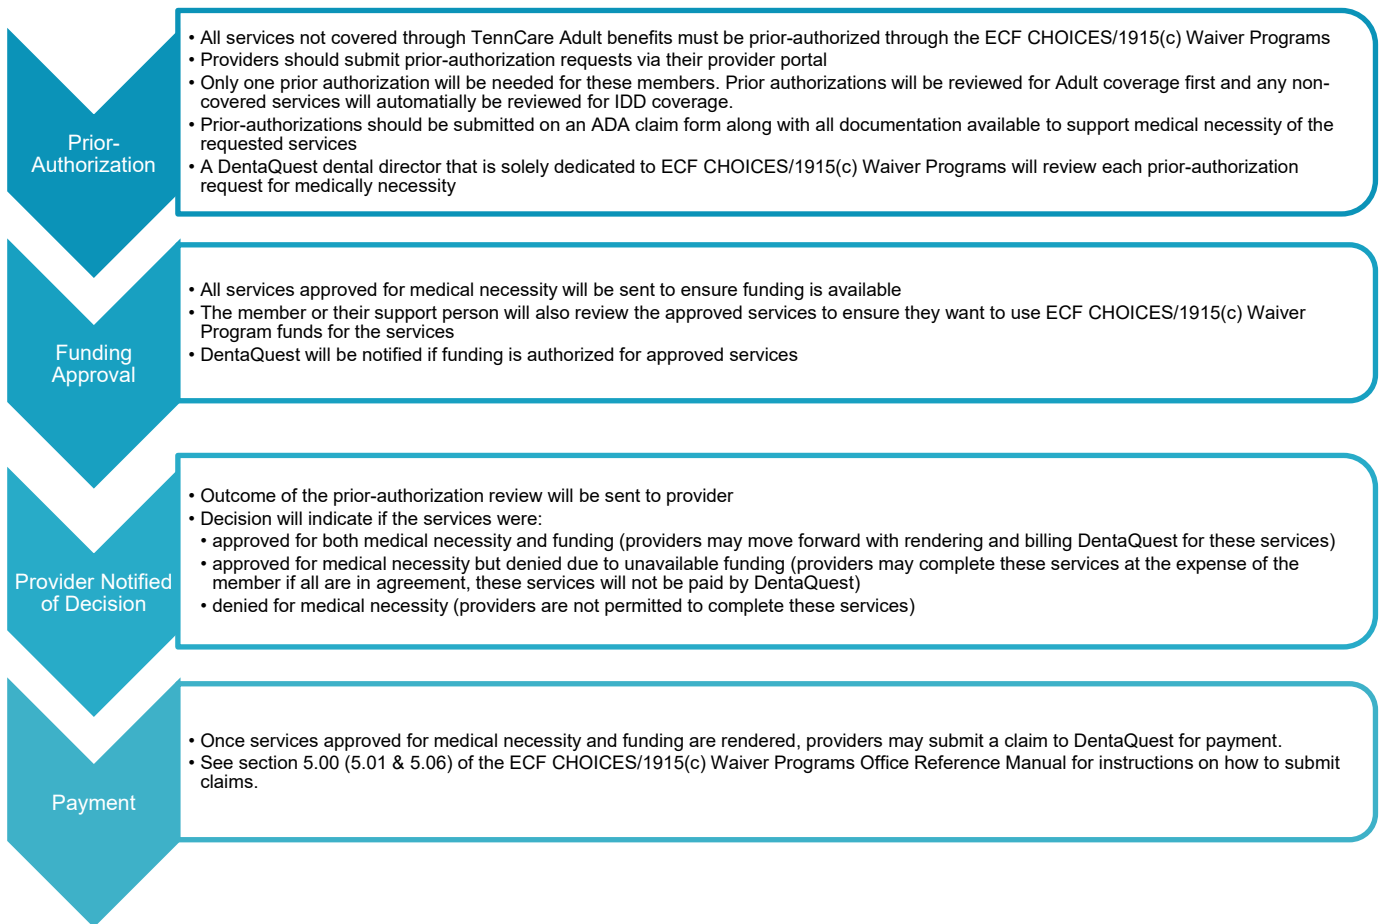 Prior-
Authorization
• All services not covered through TennCare Adult benefits must be prior-authorized through the ECF CHOICES/1915(c) Waiver Programs
• Providers should submit prior-authorization requests via their provider portal
• Only one prior authorization will be needed for these members. Prior authorizations will be reviewed for Adult coverage first and any non-
covered services will automatially be reviewed for IDD coverage.
• Prior-authorizations should be submitted on an ADA claim form along with all documentation available to support medical necessity of the
requested services
• A DentaQuest dental director that is solely dedicated to ECF CHOICES/1915(c) Waiver Programs will review each prior-authorization
request for medically necessity
Funding
Approval
• All services approved for medical necessity will be sent to ensure funding is available
• The member or their support person will also review the approved services to ensure they want to use ECF CHOICES/1915(c) Waiver
Program funds for the services
• DentaQuest will be notified if funding is authorized for approved services
Provider Notified
of Decision
• Outcome of the prior-authorization review will be sent to provider
• Decision will indicate if the services were:
• approved for both medical necessity and funding (providers may move forward with rendering and billing DentaQuest for these services)
• approved for medical necessity but denied due to unavailable funding (providers may complete these services at the expense of the
member if all are in agreement, these services will not be paid by DentaQuest)
• denied for medical necessity (providers are not permitted to complete these services)
Payment
• Once services approved for medical necessity and funding are rendered, providers may submit a claim to DentaQuest for payment.
• See section 5.00 (5.01 & 5.06) of the ECF CHOICES/1915(c) Waiver Programs Office Reference Manual for instructions on how to submit
claims.